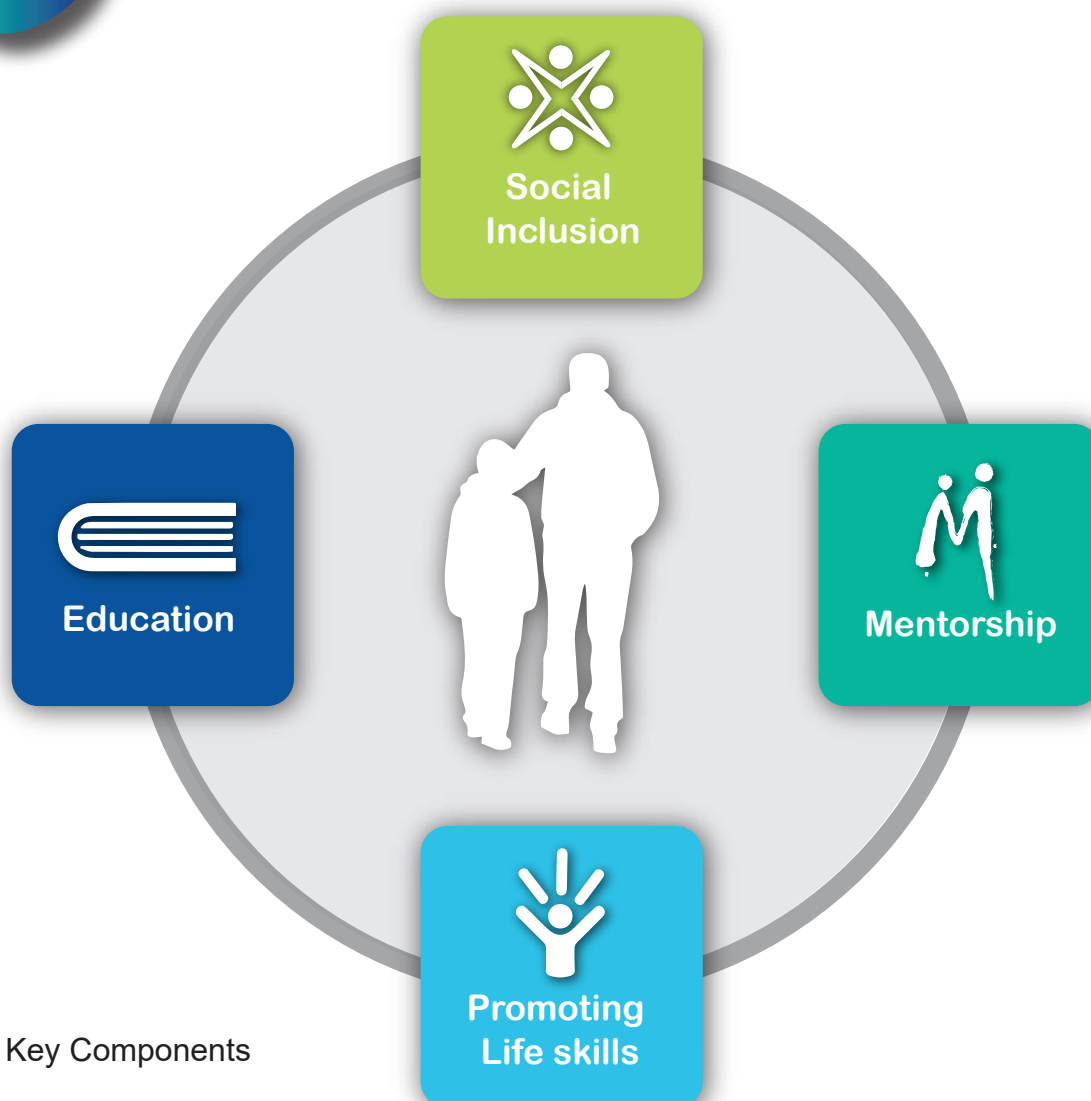 Social
Inclusion
Education
Mentorship
Promoting
Life skills
Key Components